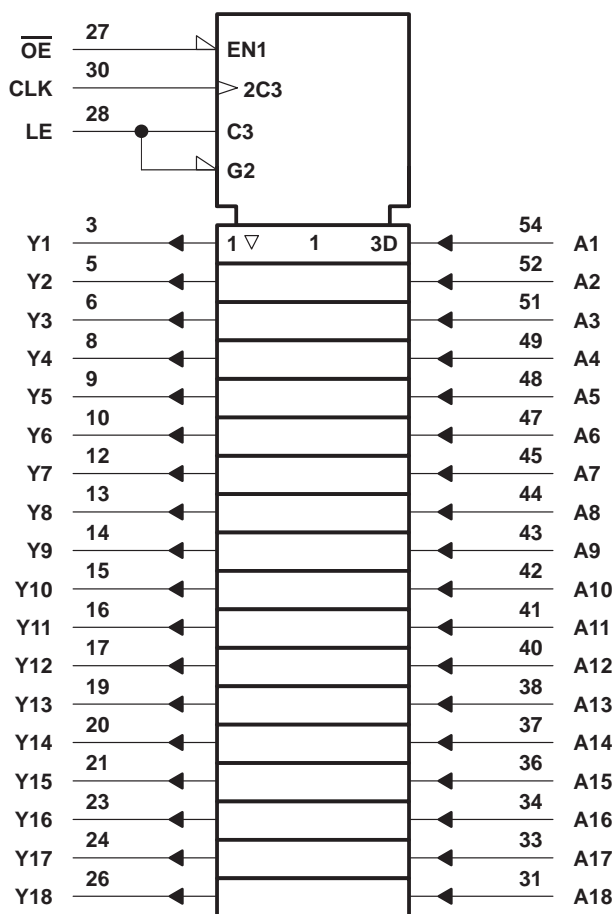 27
OE
EN1
30
CLK
2C3
28
LE
C3
G2
3
54
Y1
1 ▽ 1 3D
A1
5
52
Y2
A2
6
51
Y3
A3
8
49
Y4
A4
9
48
Y5
A5
10
47
Y6
A6
12
45
Y7
A7
13
44
Y8
A8
14
43
Y9
A9
15
42
Y10
A10
16
41
Y11
A11
17
40
Y12
A12
19
38
Y13
A13
20
37
Y14
A14
21
36
Y15
A15
23
34
Y16
A16
24
33
Y17
A17
26
31
Y18
A18